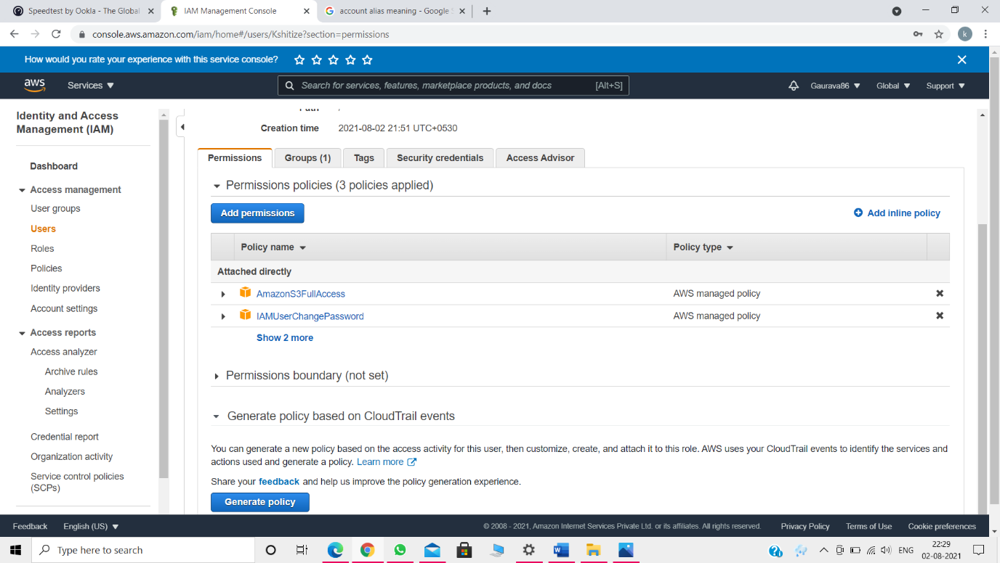 Speedtest by Ookla - The Global
IAM Management Console
account alias meaning - Google S
console.aws.amazon.com/iam/home#/users/Kshitize?section=permissions
k
How would you rate your experience with this service console?
aws
Services
Search for services, features, marketplace products, and docs
[Alt+S]
Gaurava86
Global
Support
Identity and Access
Management (IAM)
Dashboard
Access management
User groups
Users
Roles
Policies
Identity providers
Account settings
Access reports
Access analyzer
Archive rules
Analyzers
Settings
Credential report
Organization activity
Service control policies
(SCPs)
Creation time 2021-08-02 21:51 UTC+0530
Permissions
Groups (1)
Tags
Security credentials
Access Advisor
Permissions policies (3 policies applied)
Add permissions
Add inline policy
Policy name
Policy type
Attached directly
AmazonS3FullAccess AWS managed policy
IAMUserChangePassword AWS managed policy
Show 2 more
Permissions boundary (not set)
Generate policy based on CloudTrail events
You can generate a new policy based on the access activity for this user, then customize, create, and attach it to this role. AWS uses your CloudTrail events to identify the services and
actions used and generate a policy. Learn more
Share your feedback and help us improve the policy generation experience.
Generate policy
Feedback
English (US)
© 2008 - 2021, Amazon Internet Services Private Ltd. or its affiliates. All rights reserved.
Privacy Policy
Terms of Use
Cookie preferences
Type here to search
ENG
22:29
02-08-2021